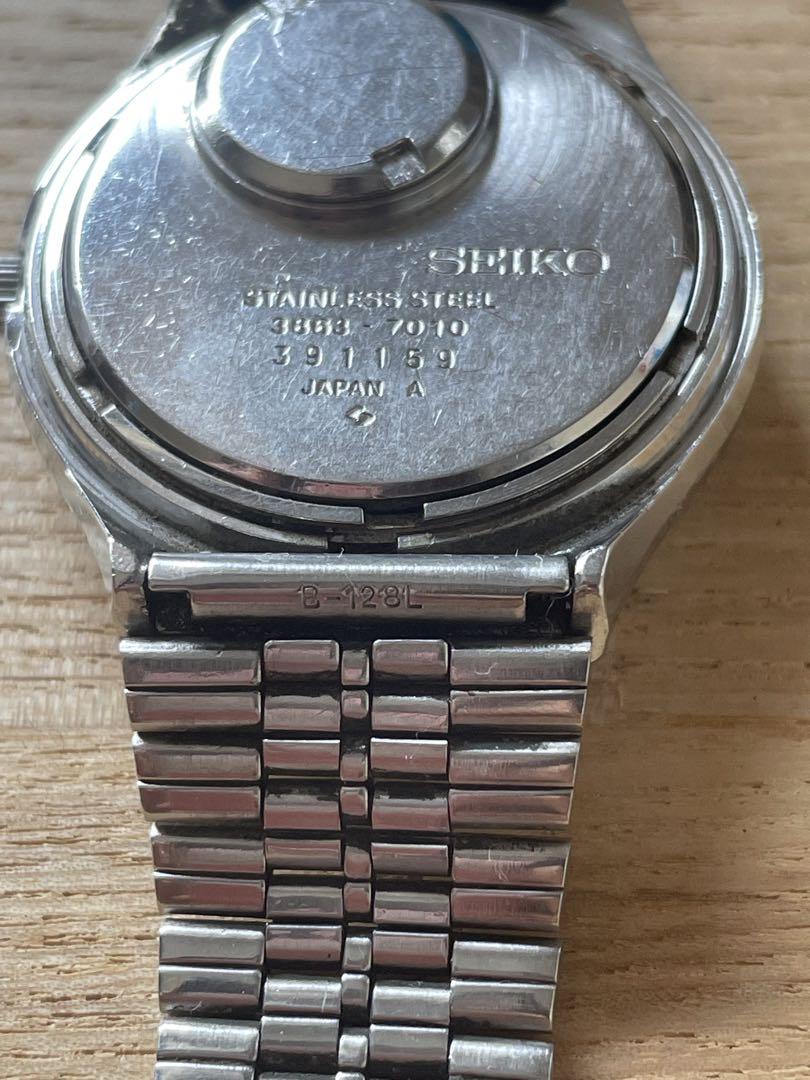 SEIKO
STAINLESS STEEL
3863-7010
391159
JAPAN A
B-128L